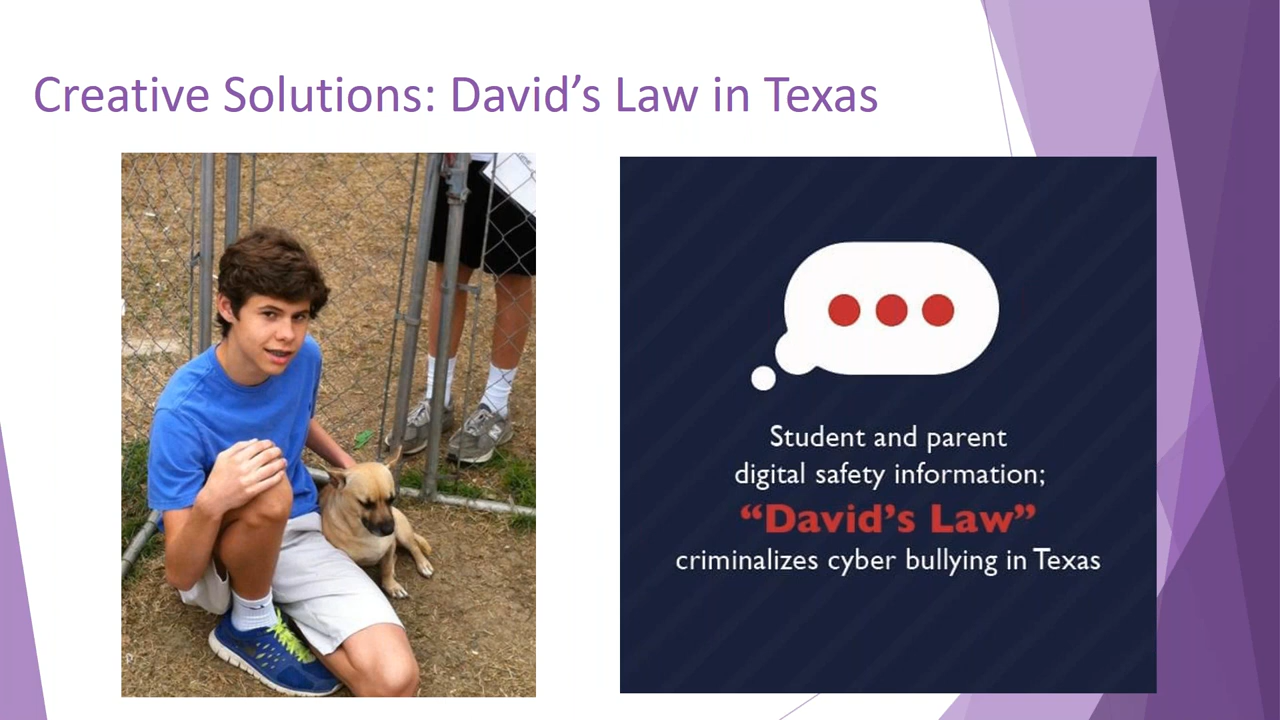 Creative Solutions: David’s Law in Texas
Student and parent
digital safety information;
“David’s Law”
criminalizes cyber bullying in Texas